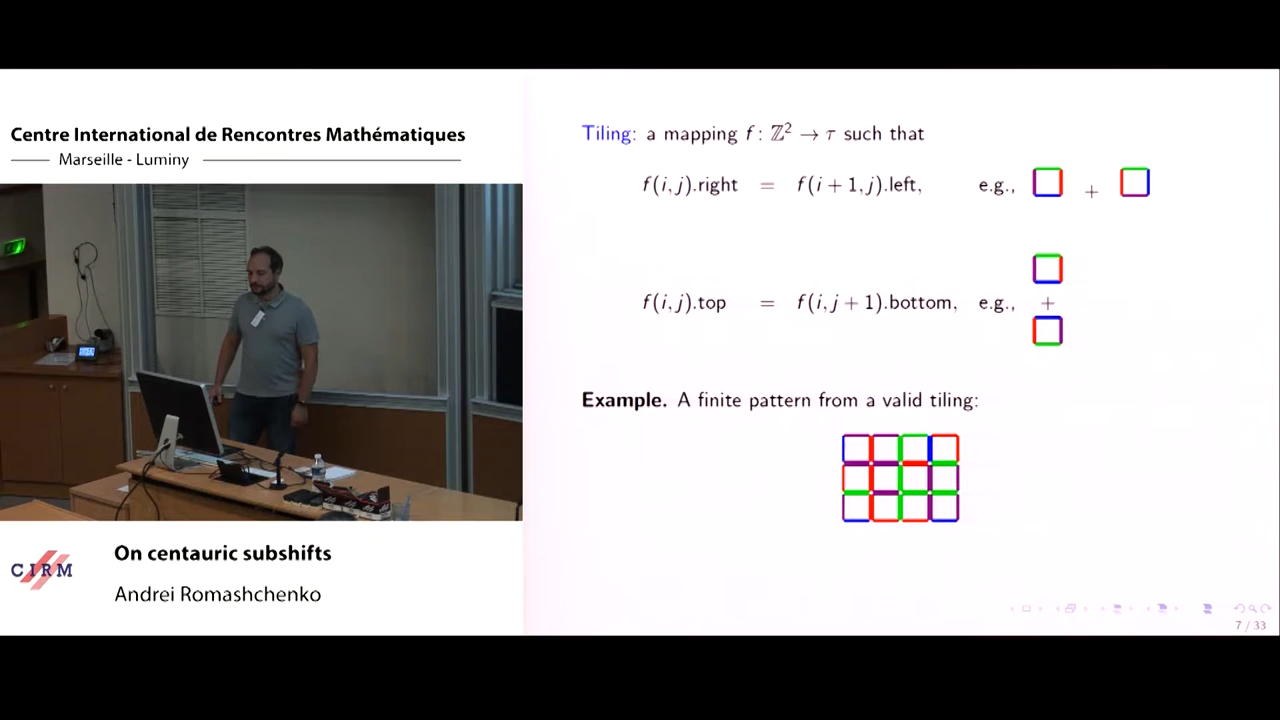 Centre International de Rencontres Mathématiques
Marseille - Luminy
Tiling: a mapping f : ℤ² → τ such that
f(i, j).right = f(i + 1, j).left, e.g., +
f(i, j).top = f(i, j + 1).bottom, e.g., +
Example. A finite pattern from a valid tiling:
On centauric subshifts
CIRM
Andrei Romashchenko
7 / 33